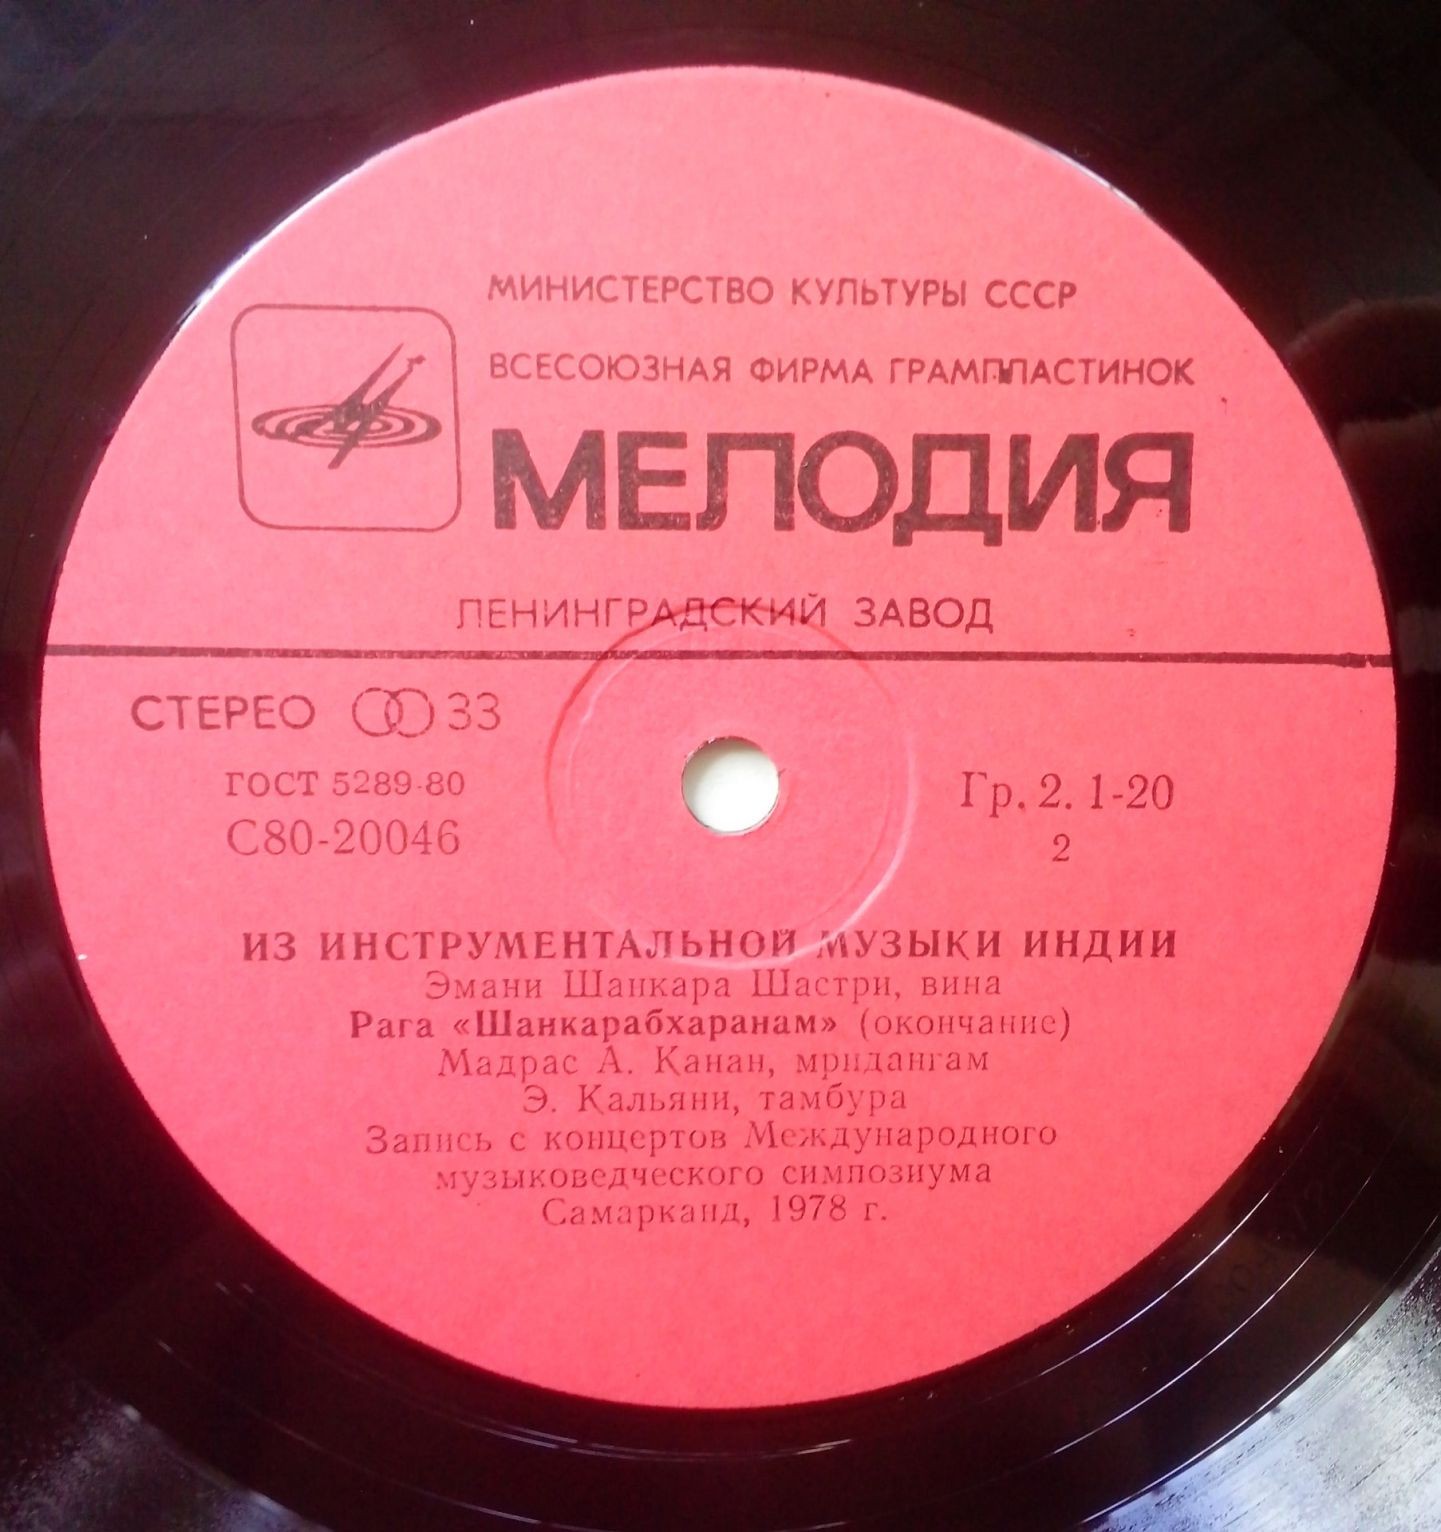 МИНИСТЕРСТВО КУЛЬТУРЫ СССР
ВСЕСОЮЗНАЯ ФИРМА ГРАМПЛАСТИНОК
МЕЛОДИЯ
ЛЕНИНГРАДСКИЙ ЗАВОД
СТЕРЕО 33
ГОСТ 5289-80
С80-20046
Гр. 2. 1-20
2
ИЗ ИНСТРУМЕНТАЛЬНОЙ МУЗЫКИ ИНДИИ
Эмани Шанкара Шастри, вина
Рага «Шанкарабхаранам» (окончание)
Мадрас А. Канан, мридангам
Э. Кальяни, тамбура
Запись с концертов Международного
музыковедческого симпозиума
Самарканд, 1978 г.